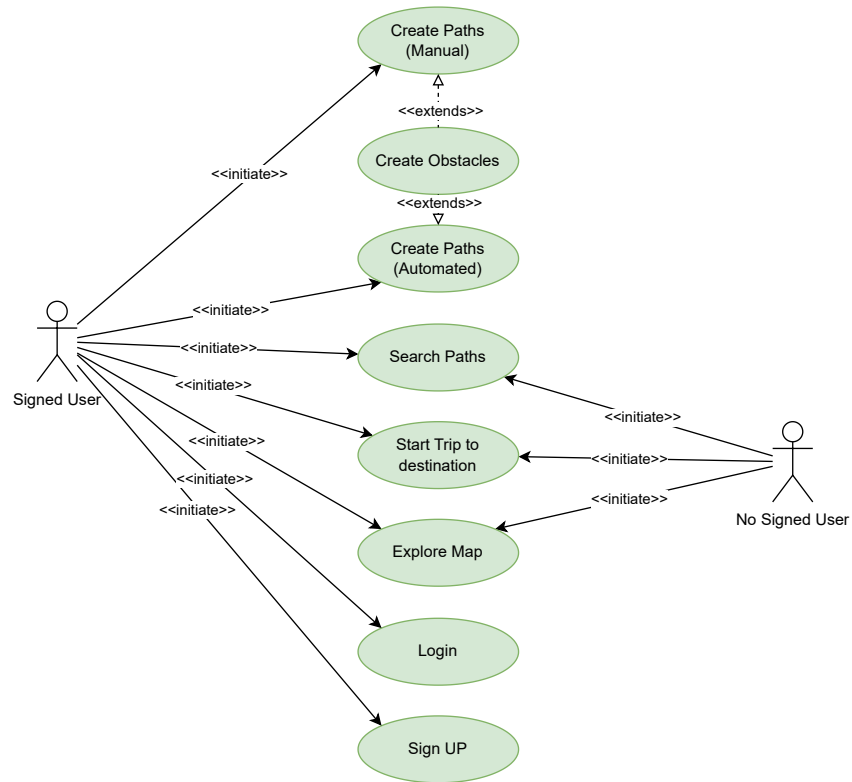 Create Paths
(Manual)
<<extends>>
Create Obstacles
<<initiate>>
<<extends>>
Create Paths
(Automated)
<<initiate>>
<<initiate>>
Search Paths
<<initiate>>
Signed User
<<initiate>>
<<initiate>>
Start Trip to
destination
<<initiate>>
<<initiate>>
<<initiate>>
<<initiate>>
<<initiate>>
No Signed User
Explore Map
Login
Sign UP